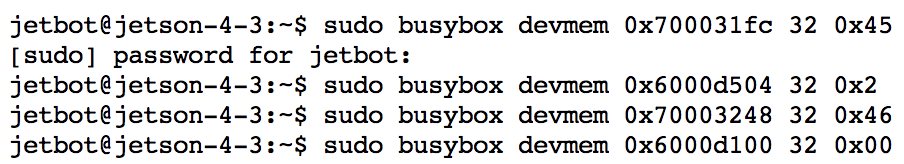 jetbot@jetson-4-3:~$ sudo busybox devmem 0x700031fc 32 0x45
[sudo] password for jetbot:
jetbot@jetson-4-3:~$ sudo busybox devmem 0x6000d504 32 0x2
jetbot@jetson-4-3:~$ sudo busybox devmem 0x70003248 32 0x46
jetbot@jetson-4-3:~$ sudo busybox devmem 0x6000d100 32 0x00